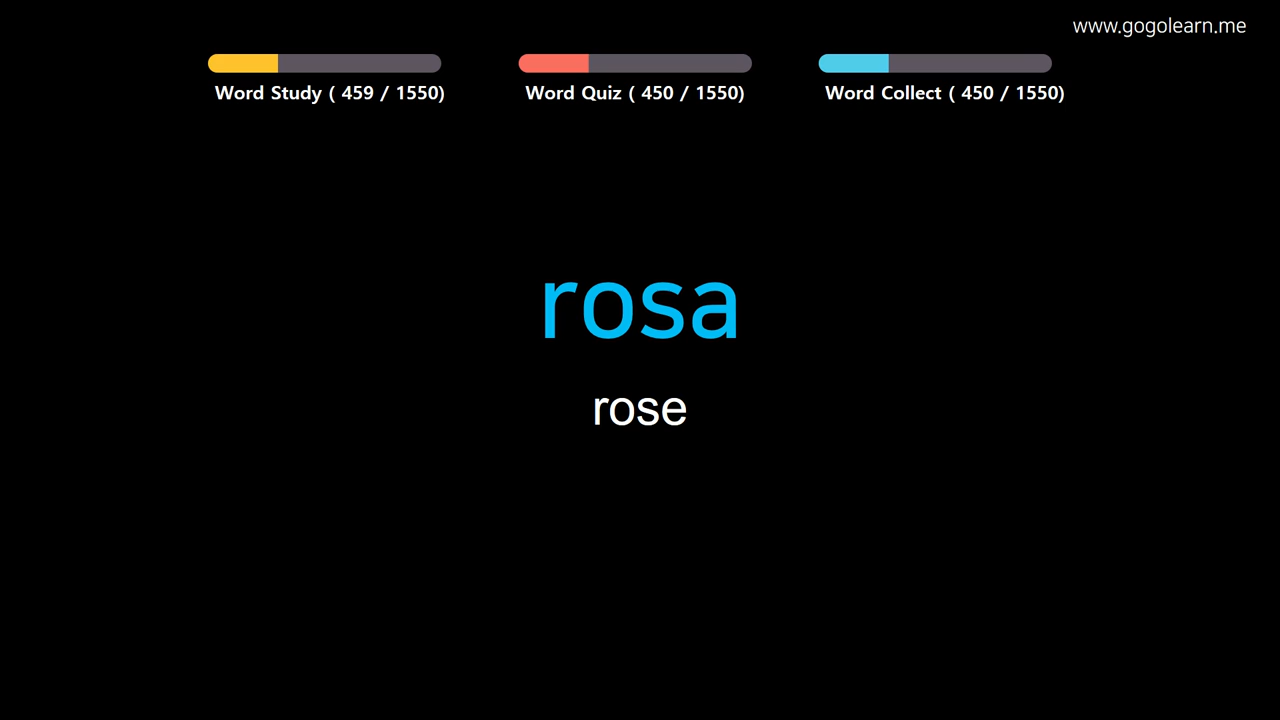 www.gogolearn.me
Word Study ( 459 / 1550)
Word Quiz ( 450 / 1550)
Word Collect ( 450 / 1550)
rosa
rose